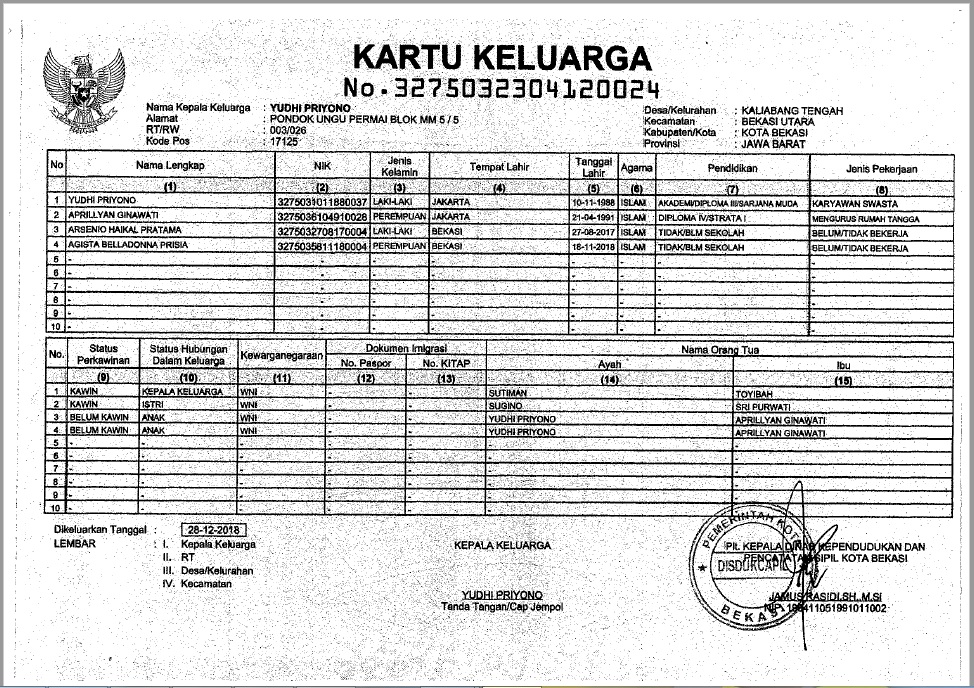 KARTU KELUARGA
No.3275032304120024
Nama Kepala Keluarga : YUDHI PRIYONO
Alamat : PONDOK UNGU PERMAI BLOK MM 5 / 5
RT/RW : 003/026
Kode Pos : 17125
Desa/Kelurahan : KALIABANG TENGAH
Kecamatan : BEKASI UTARA
Kabupaten/Kota : KOTA BEKASI
Provinsi : JAWA BARAT
No Nama Lengkap NIK Jenis Kelamin Tempat Lahir Tanggal Lahir Agama Pendidikan Jenis Pekerjaan
(1) (2) (3) (4) (5) (6) (7) (8)
1 YUDHI PRIYONO 3275031011880037 LAKI-LAKI JAKARTA 10-11-1988 ISLAM AKADEMI/DIPLOMA III/SARJANA MUDA KARYAWAN SWASTA
2 APRILLYAN GINAWATI 3275036104910028 PEREMPUAN JAKARTA 21-04-1991 ISLAM DIPLOMA IV/STRATA I MENGURUS RUMAH TANGGA
3 ARSENIO HAIKAL PRATAMA 3275032708170004 LAKI-LAKI BEKASI 27-08-2017 ISLAM TIDAK/BLM SEKOLAH BELUM/TIDAK BEKERJA
4 AGISTA BELLADONNA PRISIA 3275035811180004 PEREMPUAN BEKASI 18-11-2018 ISLAM TIDAK/BLM SEKOLAH BELUM/TIDAK BEKERJA
5 - - - - - - - -
6 - - - - - - - -
7 - - - - - - - -
8 - - - - - - - -
9 - - - - - - - -
10 - - - - - - - -
No. Status Perkawinan Status Hubungan Dalam Keluarga Kewarganegaraan Dokumen Imigrasi Nama Orang Tua
No. Paspor No. KITAP Ayah Ibu
(9) (10) (11) (12) (13) (14) (15)
1 KAWIN KEPALA KELUARGA WNI - - SUTIMAN TOYIBAH
2 KAWIN ISTRI WNI - - SUGINO SRI PURWATI
3 BELUM KAWIN ANAK WNI - - YUDHI PRIYONO APRILLYAN GINAWATI
4 BELUM KAWIN ANAK WNI - - YUDHI PRIYONO APRILLYAN GINAWATI
5 - - - - - - -
6 - - - - - - -
7 - - - - - - -
8 - - - - - - -
9 - - - - - - -
10 - - - - - - -
Dikeluarkan Tanggal : 28-12-2018
LEMBAR : I. Kepala Keluarga
II. RT
III. Desa/Kelurahan
IV. Kecamatan
KEPALA KELUARGA
YUDHI PRIYONO
Tanda Tangan/Cap Jempol
Plt. KEPALA DINAS KEPENDUDUKAN DAN
PENCATATAN SIPIL KOTA BEKASI
PEMERINTAH KOTA
DISDUKCAPIL
BEKASI
JAMUS RASIDI,SH.,M.SI
NIP. 196411051991011002